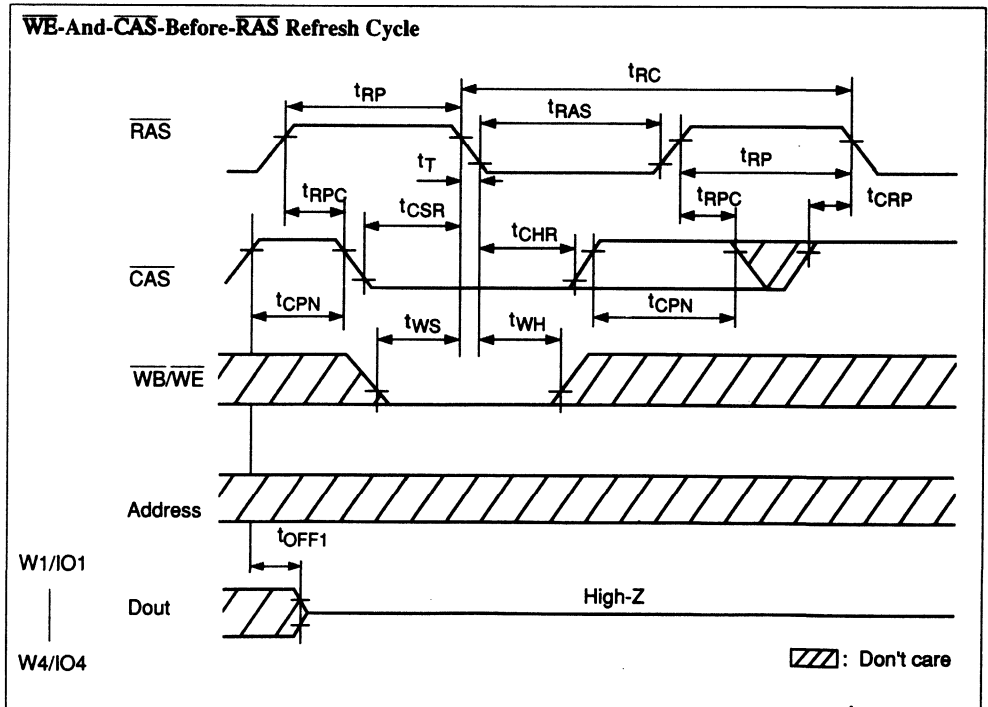 WE-And-CAS-Before-RAS Refresh Cycle
tRC
tRP
tRAS
RAS
tT
tRP
tRPC
tCSR
tRPC
tCRP
tCHR
CAS
tCPN
tCPN
tWS
tWH
WB/WE
Address
tOFF1
W1/IO1
Dout
High-Z
W4/IO4
: Don't care